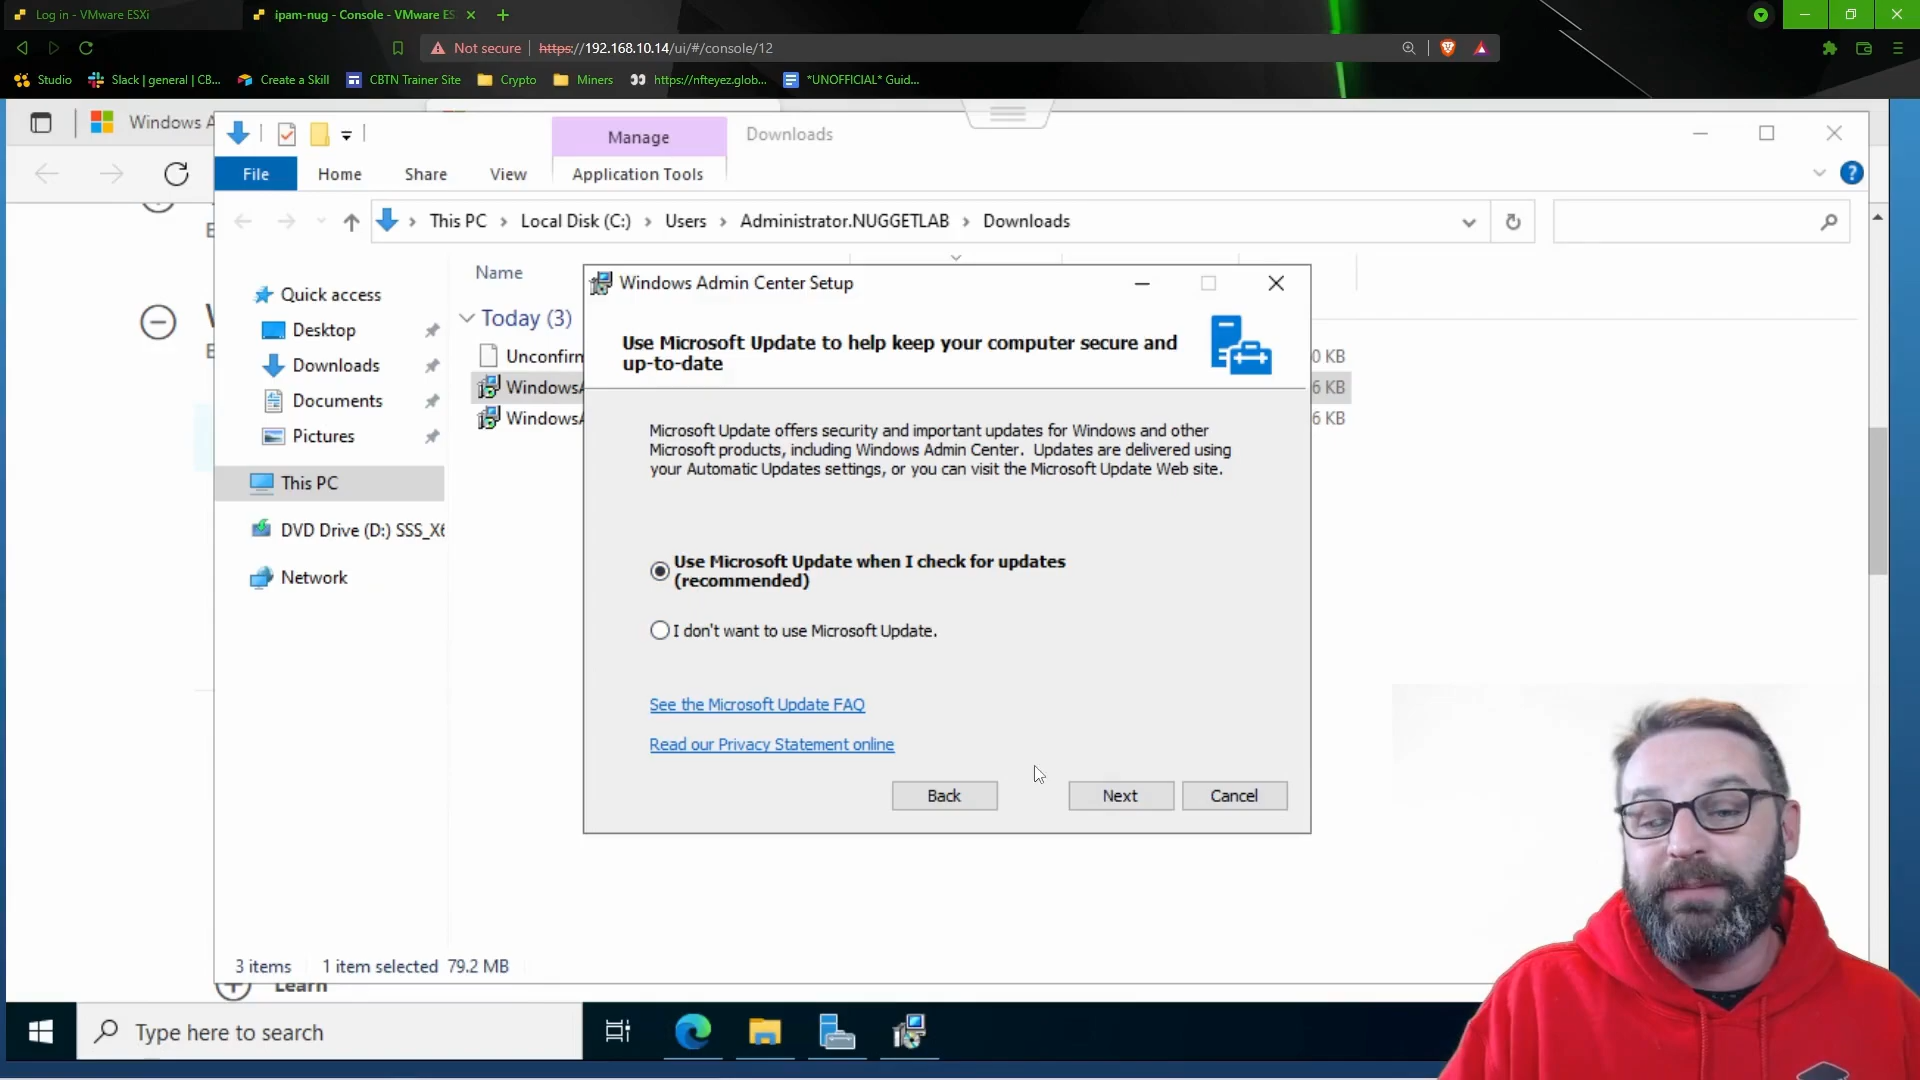 Log in - VMware ESXi
ipam-nug - Console - VMware ES
Not secure
https://192.168.10.14/ui/#/console/12
Studio
Slack | general | CB...
Create a Skill
CBTN Trainer Site
Crypto
Miners
https://nfteyez.glob...
*UNOFFICIAL* Guid...
Windows A
Manage
Downloads
File
Home
Share
View
Application Tools
This PC
Local Disk (C:)
Users
Administrator.NUGGETLAB
Downloads
Name
Quick access
Desktop
Downloads
Documents
Pictures
This PC
DVD Drive (D:) SSS_X6
Network
Today (3)
Unconfirm
0 KB
WindowsA
6 KB
WindowsA
6 KB
Windows Admin Center Setup
Use Microsoft Update to help keep your computer secure and
up-to-date
Microsoft Update offers security and important updates for Windows and other
Microsoft products, including Windows Admin Center. Updates are delivered using
your Automatic Updates settings, or you can visit the Microsoft Update Web site.
Use Microsoft Update when I check for updates
(recommended)
I don't want to use Microsoft Update.
See the Microsoft Update FAQ
Read our Privacy Statement online
Back
Next
Cancel
3 items
1 item selected 79.2 MB
Learn
Type here to search